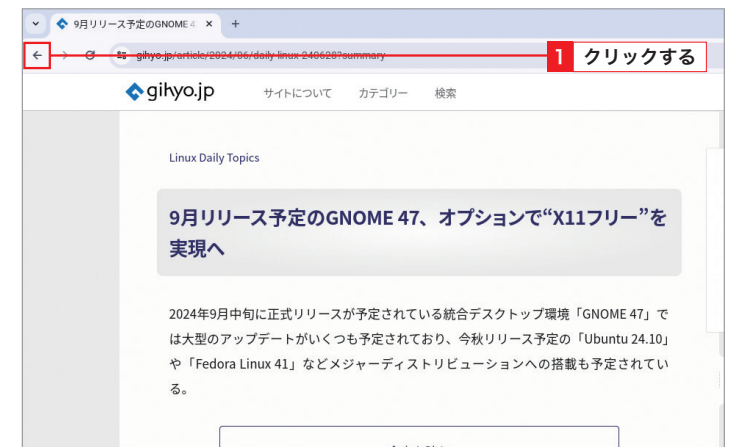 9月リリース予定のGNOME 4
gihyo.jp/article/2024/06/daily-linux-240628?summary
1 クリックする
gihyo.jp サイトについて カテゴリー 検索
Linux Daily Topics
9月リリース予定のGNOME 47、オプションで“X11フリー”を
実現へ
2024年9月中旬に正式リリースが予定されている統合デスクトップ環境「GNOME 47」で
は大型のアップデートがいくつも予定されており、今秋リリース予定の「Ubuntu 24.10」
や「Fedora Linux 41」などメジャーディストリビューションへの搭載も予定されてい
る。